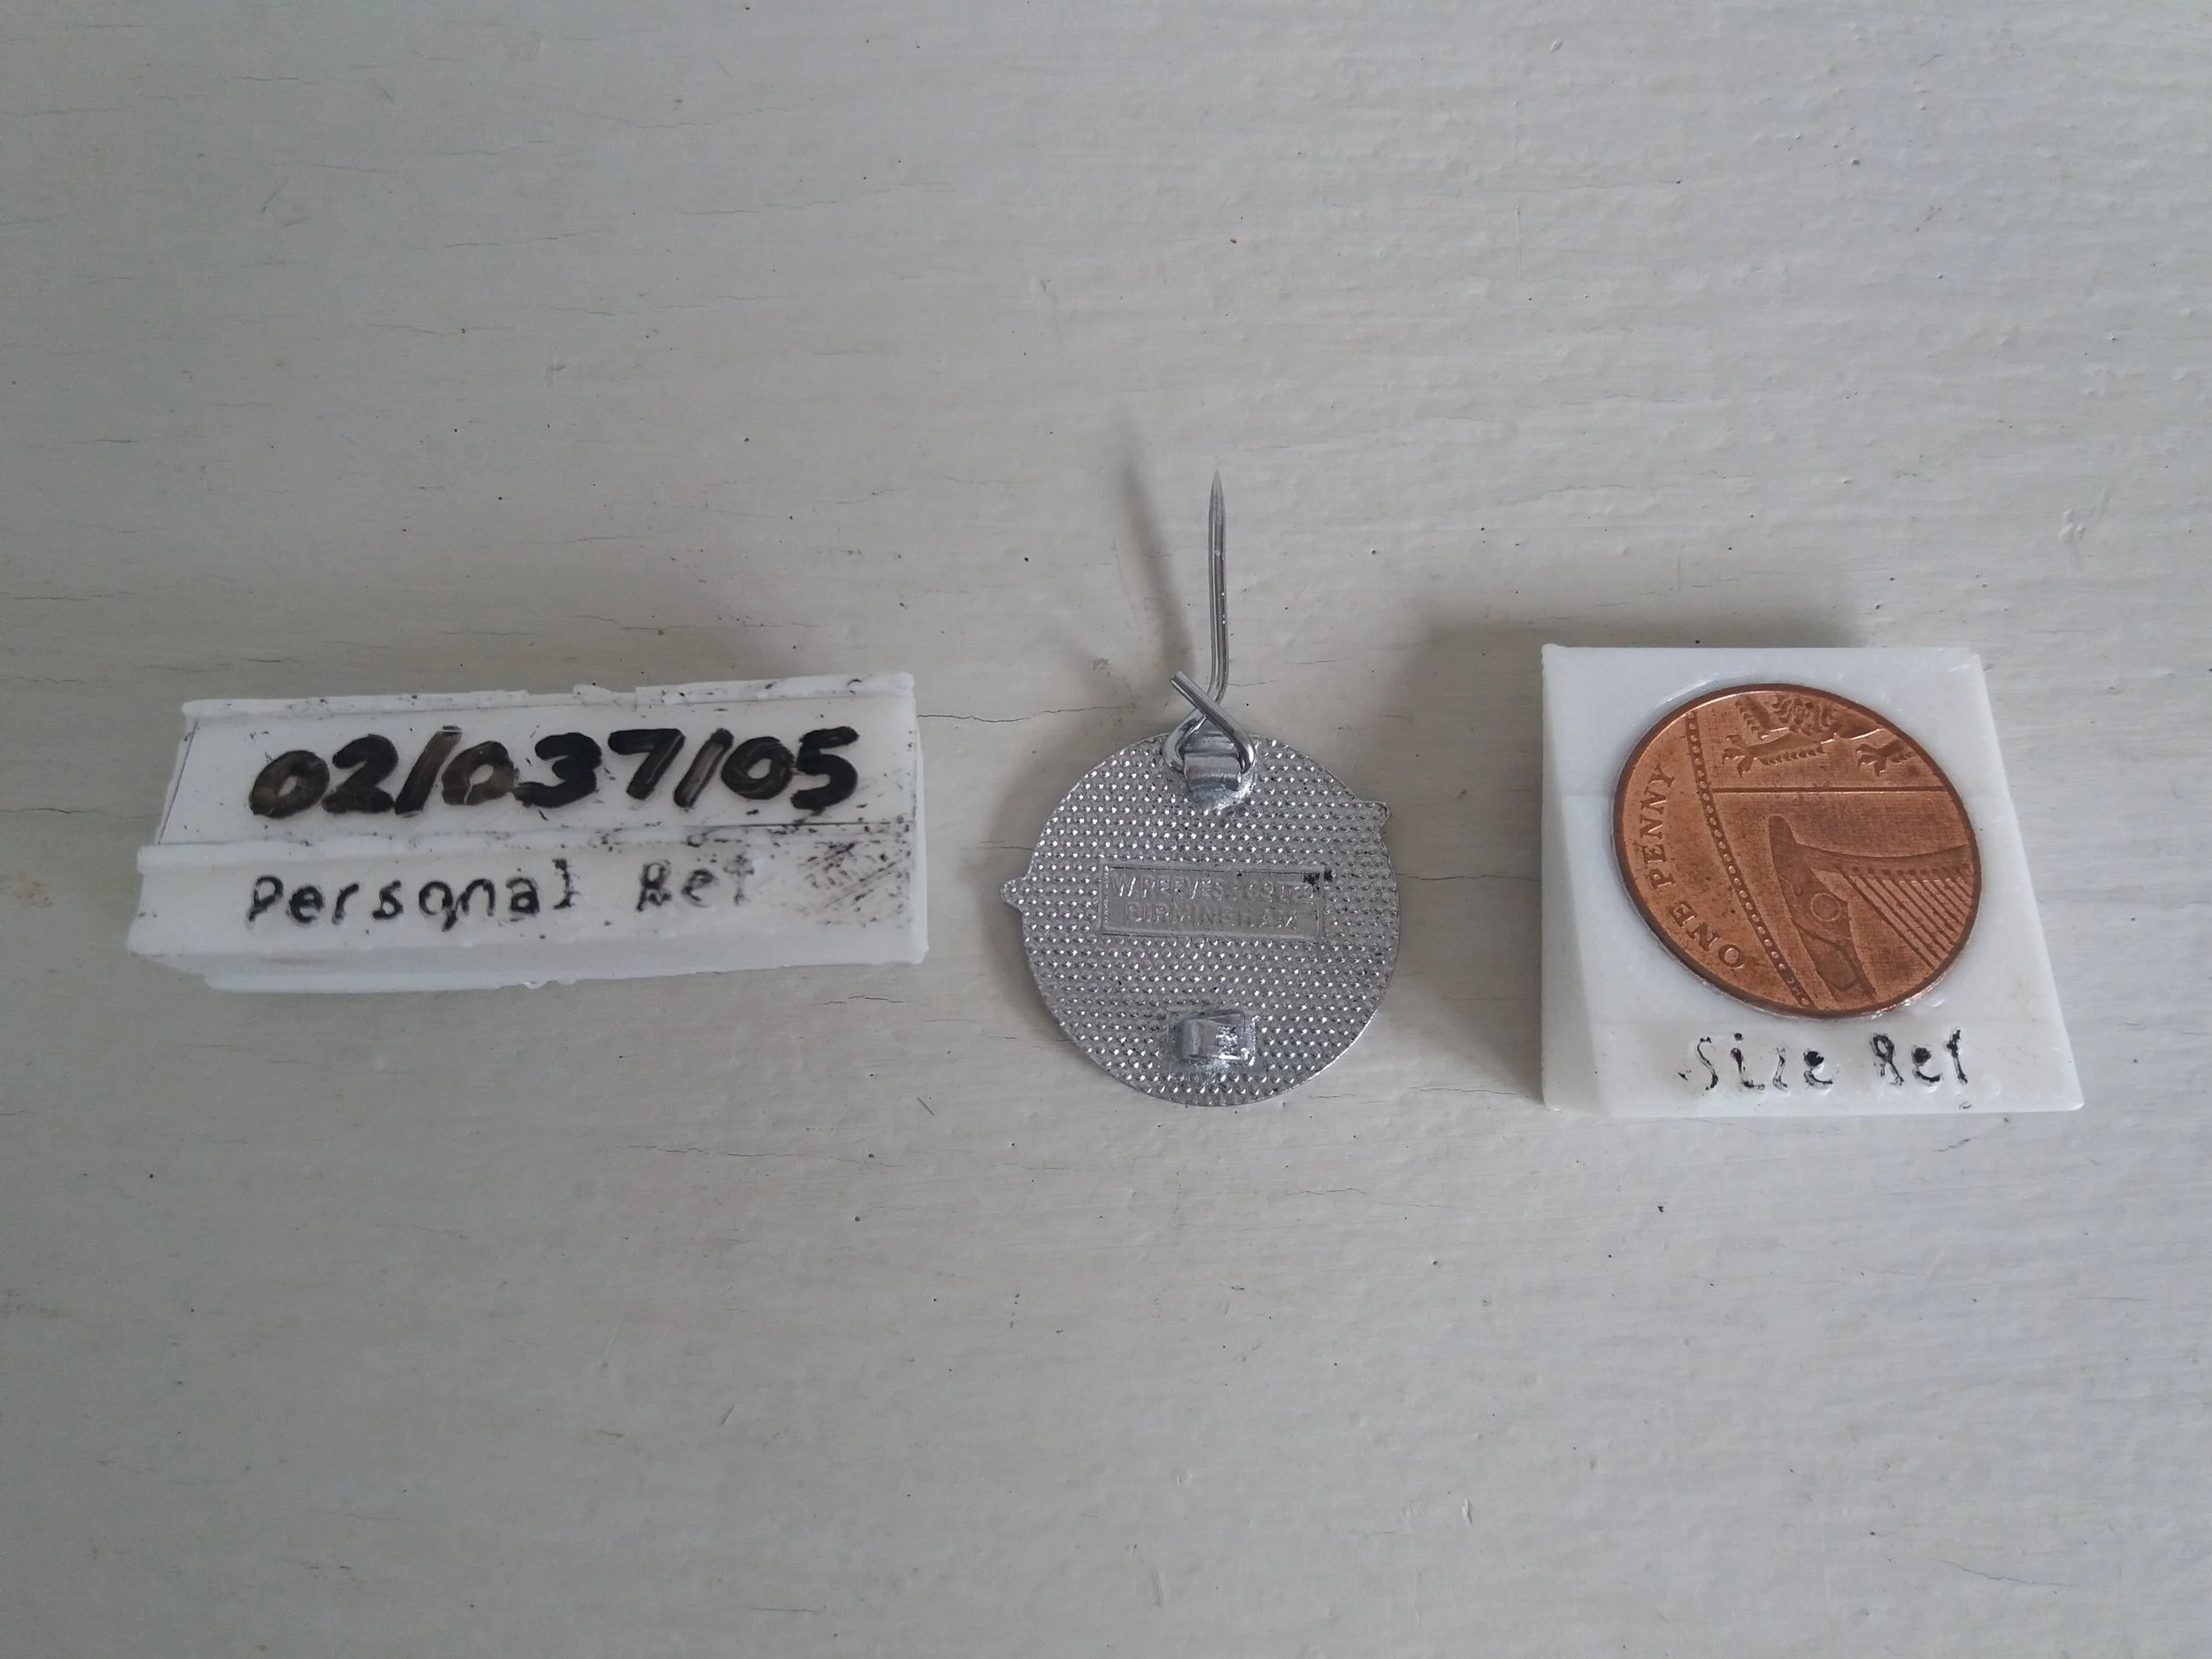 02/037/05
Personal Ref
W. REEVES & CO LTD
BIRMINGHAM
ONE PENNY
Size Ref